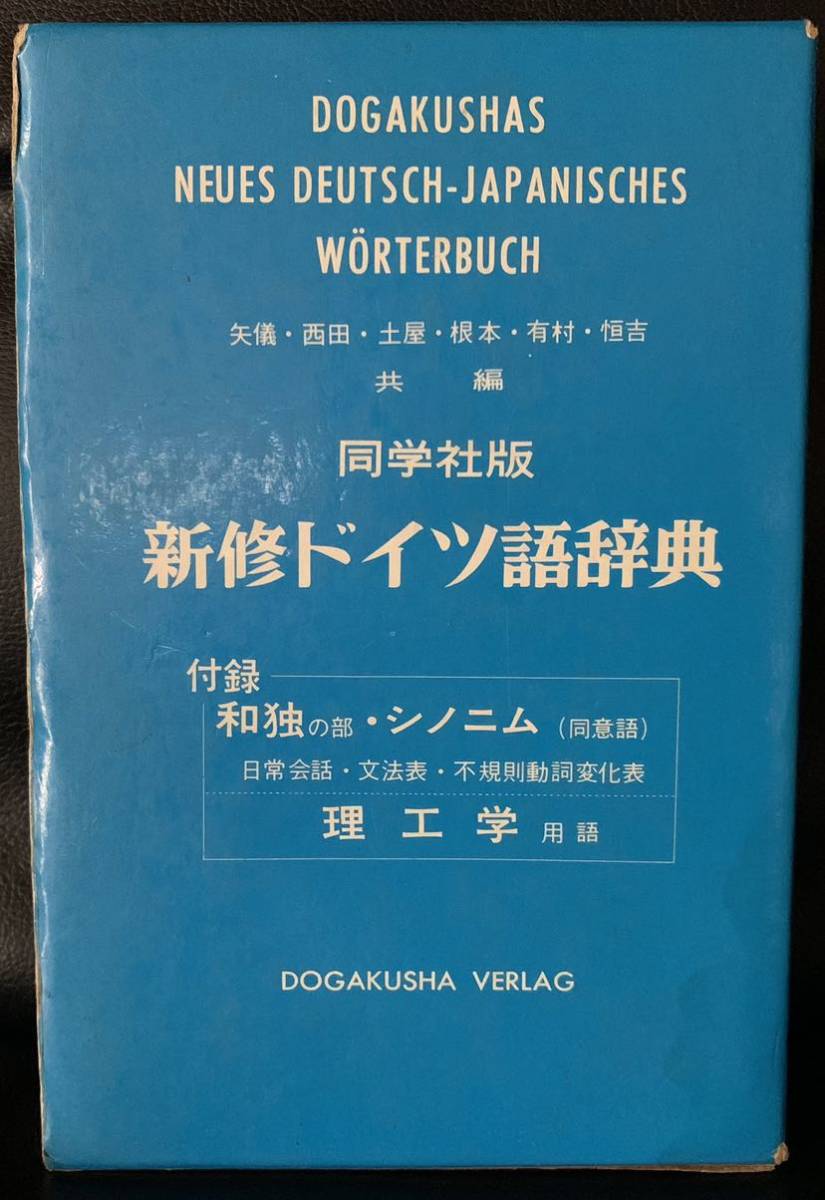 DOGAKUSHAS
NEUES DEUTSCH-JAPANISCHES
WÖRTERBUCH
矢儀・西田・土屋・根本・有村・恒吉
共編
同学社版
新修ドイツ語辞典
付録
和独の部・シノニム(同意語)
日常会話・文法表・不規則動詞変化表
理工学用語
DOGAKUSHA VERLAG